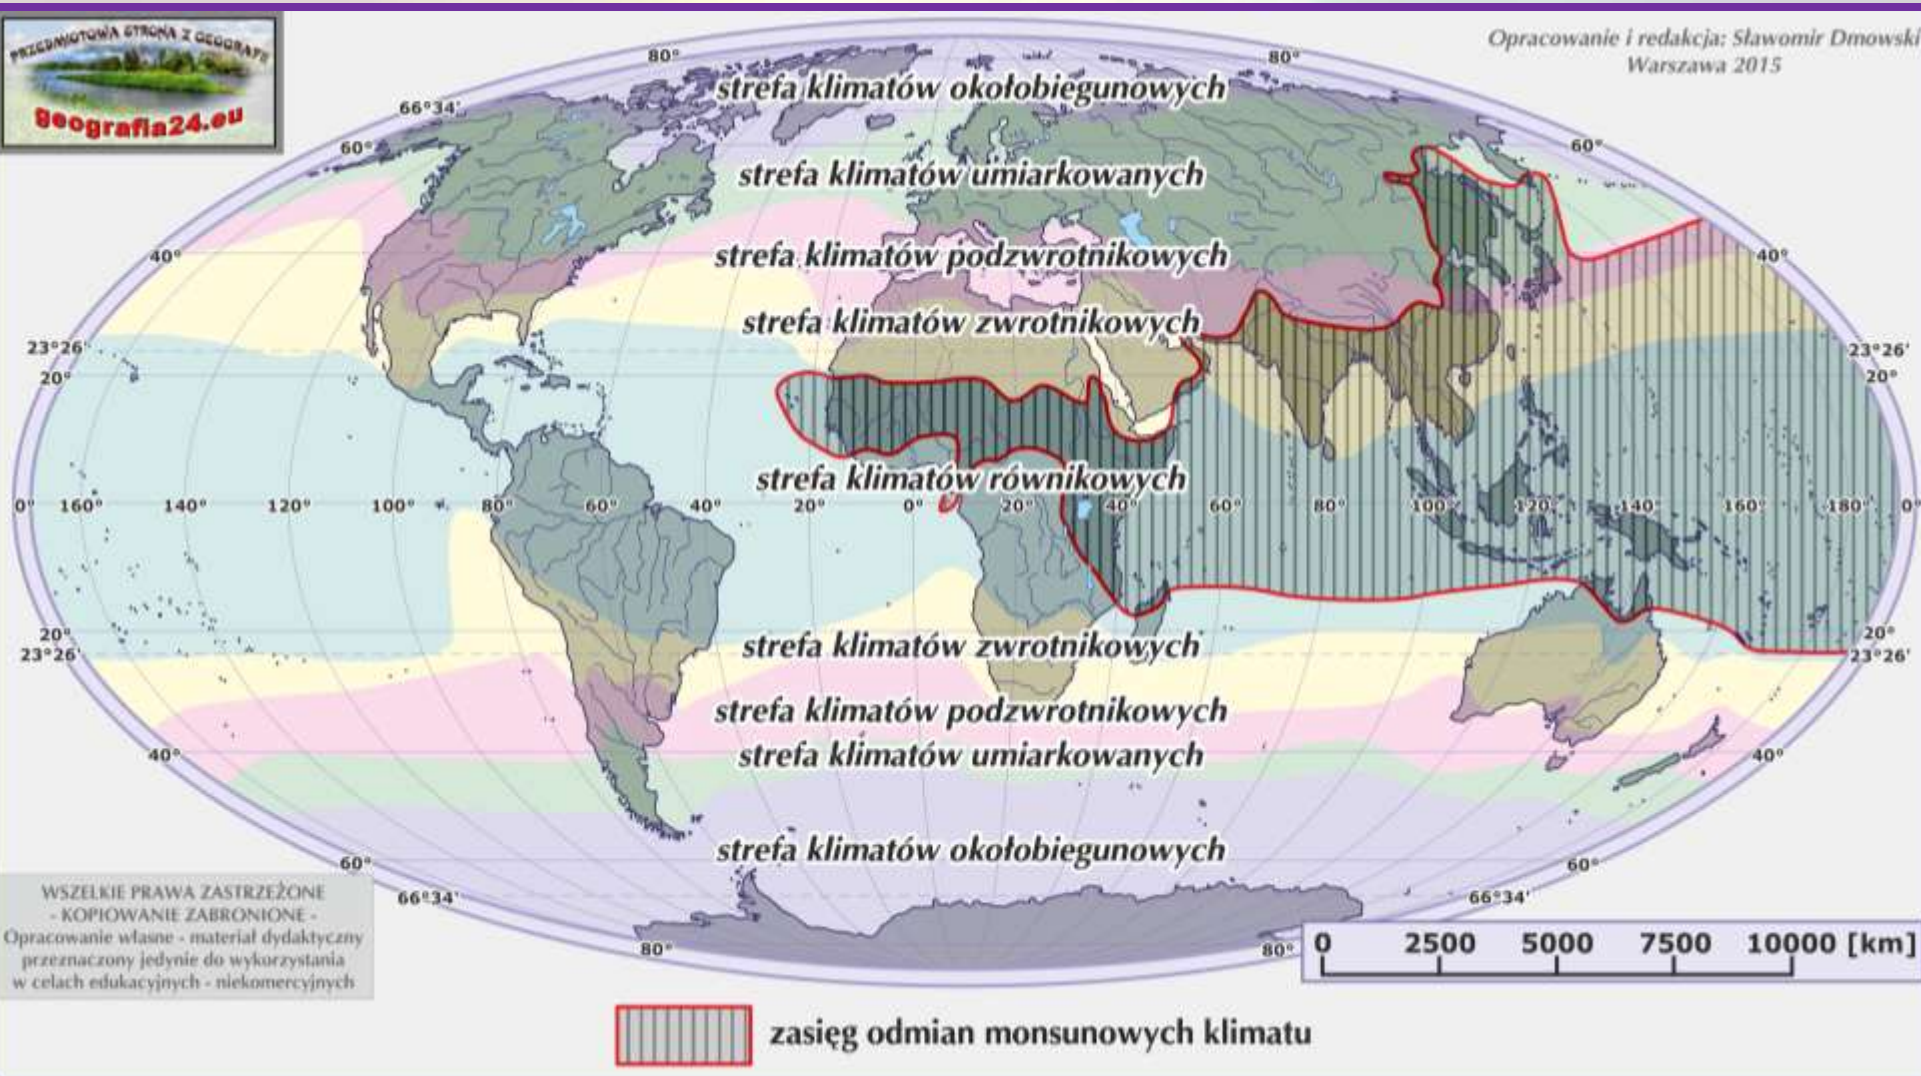 PRZEDMIOTOWA STRONA Z GEOGRAFII
geografia24.eu
Opracowanie i redakcja: Sławomir Dmowski
Warszawa 2015
80° 80°
strefa klimatów okołobiegunowych
66°34'
60° 60°
strefa klimatów umiarkowanych
40° 40°
strefa klimatów podzwrotnikowych
strefa klimatów zwrotnikowych
23°26' 23°26'
20° 20°
strefa klimatów równikowych
0° 160° 140° 120° 100° 80° 60° 40° 20° 0° 20° 40° 60° 80° 100° 120° 140° 160° 180° 0°
20° 20°
strefa klimatów zwrotnikowych
23°26' 23°26'
strefa klimatów podzwrotnikowych
40° 40°
strefa klimatów umiarkowanych
strefa klimatów okołobiegunowych
60° 60°
66°34' 66°34'
80° 80°
WSZELKIE PRAWA ZASTRZEŻONE
- KOPIOWANIE ZABRONIONE -
Opracowanie własne - materiał dydaktyczny
przeznaczony jedynie do wykorzystania
w celach edukacyjnych - niekomercyjnych
0 2500 5000 7500 10000 [km]
zasięg odmian monsunowych klimatu